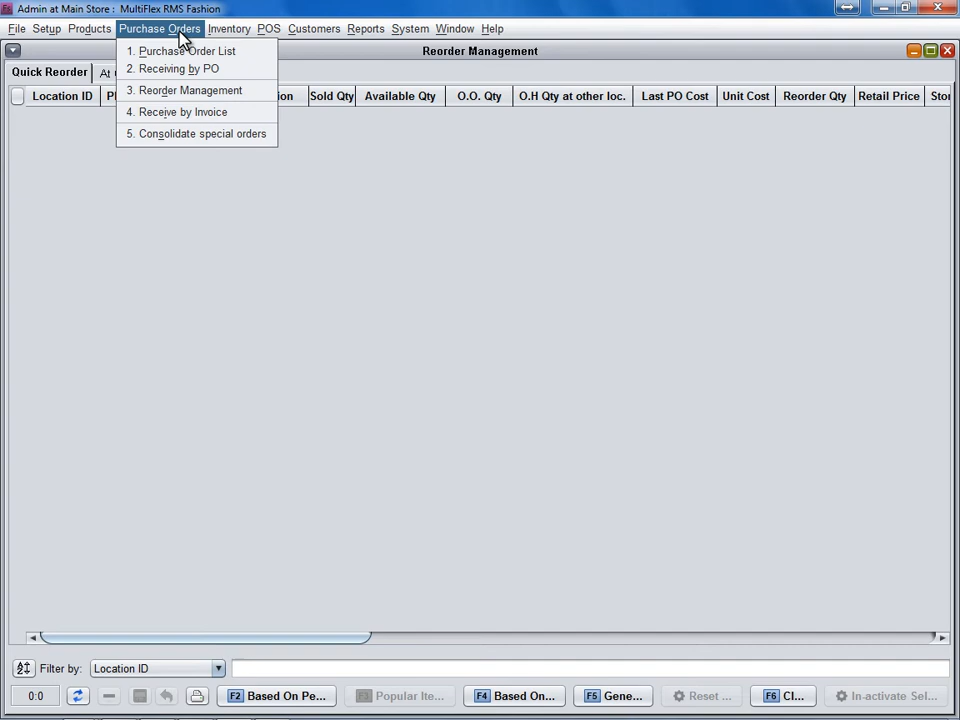 Admin at Main Store : MultiFlex RMS Fashion
File Setup Products Purchase Orders Inventory POS Customers Reports System Window Help
Reorder Management
1. Purchase Order List
2. Receiving by PO
3. Reorder Management
4. Receive by Invoice
5. Consolidate special orders
Quick Reorder At
Location ID Sold Qty Available Qty O.O. Qty O.H Qty at other loc. Last PO Cost Unit Cost Reorder Qty Retail Price
Filter by: Location ID
0:0 F2 Based On Pe... F3 Popular Ite... F4 Based On... F5 Gene... Reset ... F6 Cl... In-activate Sel...